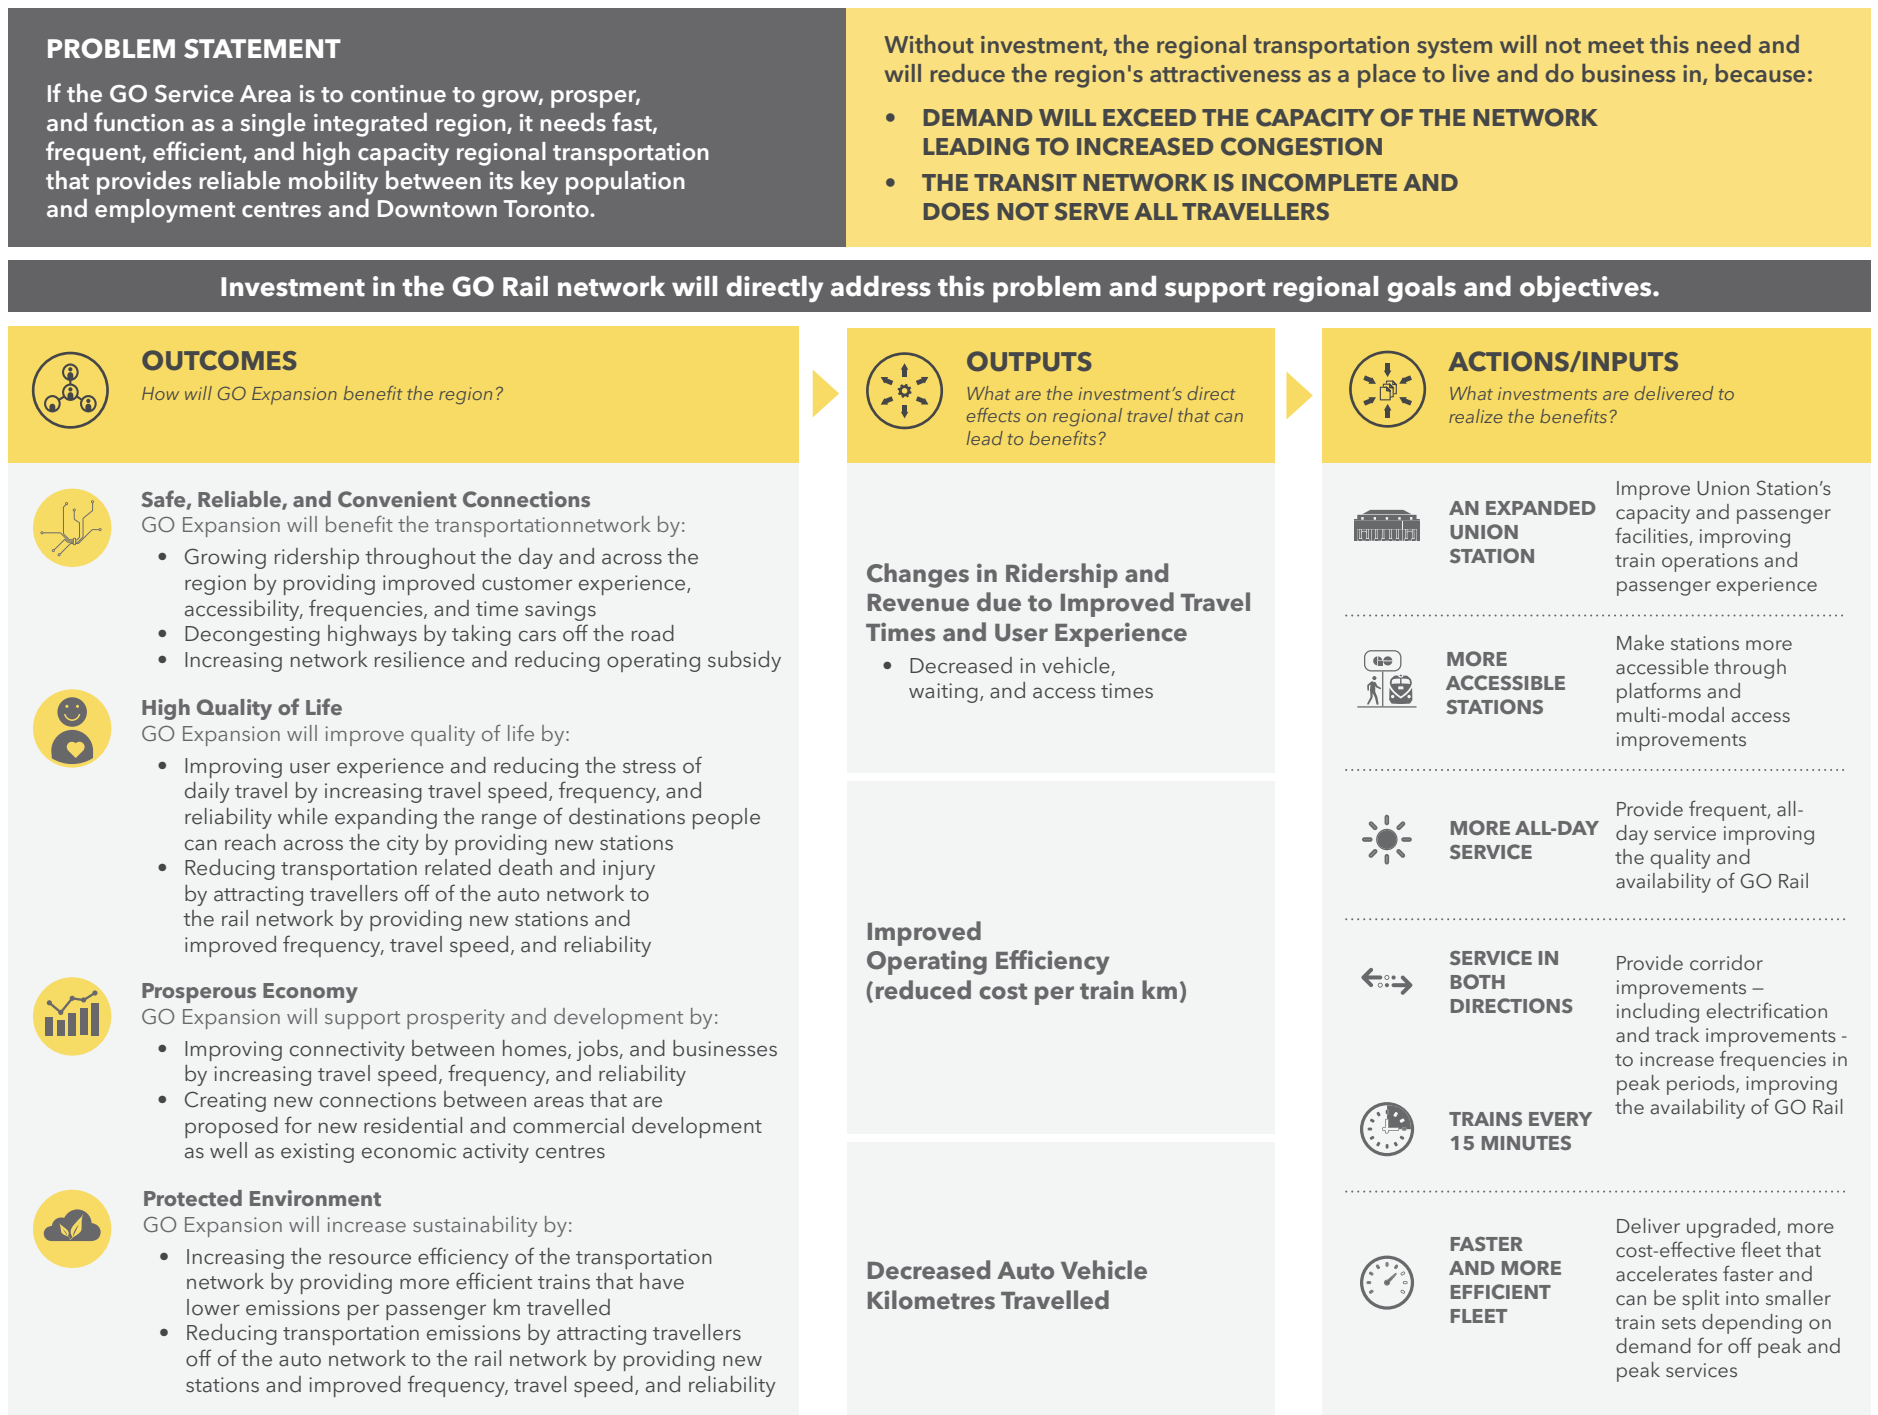 PROBLEM STATEMENT
If the GO Service Area is to continue to grow, prosper,
and function as a single integrated region, it needs fast,
frequent, efficient, and high capacity regional transportation
that provides reliable mobility between its key population
and employment centres and Downtown Toronto.
Without investment, the regional transportation system will not meet this need and
will reduce the region's attractiveness as a place to live and do business in, because:
• DEMAND WILL EXCEED THE CAPACITY OF THE NETWORK
LEADING TO INCREASED CONGESTION
• THE TRANSIT NETWORK IS INCOMPLETE AND
DOES NOT SERVE ALL TRAVELLERS
Investment in the GO Rail network will directly address this problem and support regional goals and objectives.
OUTCOMES
How will GO Expansion benefit the region?
Safe, Reliable, and Convenient Connections
GO Expansion will benefit the transportationnetwork by:
• Growing ridership throughout the day and across the
region by providing improved customer experience,
accessibility, frequencies, and time savings
• Decongesting highways by taking cars off the road
• Increasing network resilience and reducing operating subsidy
High Quality of Life
GO Expansion will improve quality of life by:
• Improving user experience and reducing the stress of
daily travel by increasing travel speed, frequency, and
reliability while expanding the range of destinations people
can reach across the city by providing new stations
• Reducing transportation related death and injury
by attracting travellers off of the auto network to
the rail network by providing new stations and
improved frequency, travel speed, and reliability
Prosperous Economy
GO Expansion will support prosperity and development by:
• Improving connectivity between homes, jobs, and businesses
by increasing travel speed, frequency, and reliability
• Creating new connections between areas that are
proposed for new residential and commercial development
as well as existing economic activity centres
Protected Environment
GO Expansion will increase sustainability by:
• Increasing the resource efficiency of the transportation
network by providing more efficient trains that have
lower emissions per passenger km travelled
• Reducing transportation emissions by attracting travellers
off of the auto network to the rail network by providing new
stations and improved frequency, travel speed, and reliability
OUTPUTS
What are the investment's direct
effects on regional travel that can
lead to benefits?
Changes in Ridership and
Revenue due to Improved Travel
Times and User Experience
• Decreased in vehicle,
waiting, and access times
Improved
Operating Efficiency
(reduced cost per train km)
Decreased Auto Vehicle
Kilometres Travelled
ACTIONS/INPUTS
What investments are delivered to
realize the benefits?
AN EXPANDED
UNION
STATION
Improve Union Station’s
capacity and passenger
facilities, improving
train operations and
passenger experience
MORE
ACCESSIBLE
STATIONS
Make stations more
accessible through
platforms and
multi-modal access
improvements
MORE ALL-DAY
SERVICE
Provide frequent, all-
day service improving
the quality and
availability of GO Rail
SERVICE IN
BOTH
DIRECTIONS
TRAINS EVERY
15 MINUTES
Provide corridor
improvements –
including electrification
and track improvements -
to increase frequencies in
peak periods, improving
the availability of GO Rail
FASTER
AND MORE
EFFICIENT
FLEET
Deliver upgraded, more
cost-effective fleet that
accelerates faster and
can be split into smaller
train sets depending on
demand for off peak and
peak services